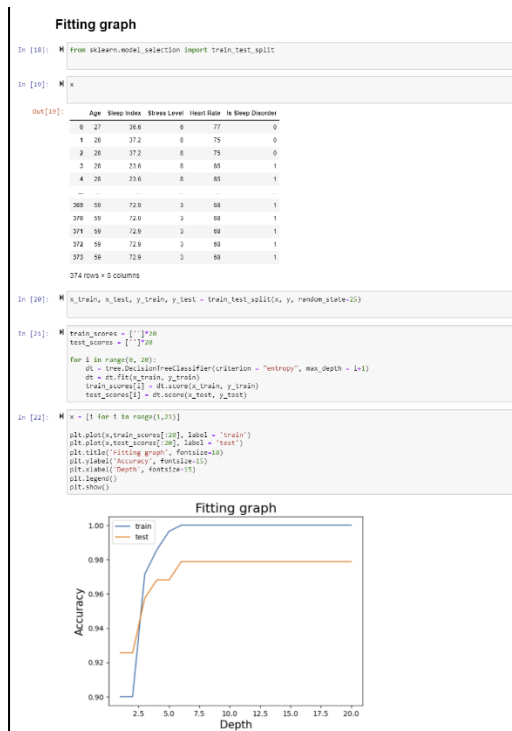 Fitting graph
In [18]: from sklearn.model_selection import train_test_split
In [19]: x
Out[19]:
Age Sleep Index Stress Level Heart Rate Is Sleep Disorder
0 27 36.6 6 77 0
1 28 37.2 8 75 0
2 28 37.2 8 75 0
3 28 23.6 8 85 1
4 28 23.6 8 85 1
... ... ... ... ... ...
369 59 72.9 3 68 1
370 59 72.0 3 68 1
371 59 72.9 3 68 1
372 59 72.9 3 68 1
373 59 72.9 3 68 1
374 rows × 5 columns
In [20]: x_train, x_test, y_train, y_test = train_test_split(x, y, random_state=25)
In [21]: train_scores = ['']*20
test_scores = ['']*20
for i in range(0, 20):
dt = tree.DecisionTreeClassifier(criterion = "entropy", max_depth = i+1)
dt = dt.fit(x_train, y_train)
train_scores[i] = dt.score(x_train, y_train)
test_scores[i] = dt.score(x_test, y_test)
In [22]: x = [i for i in range(1,21)]
plt.plot(x,train_scores[:20], label = 'train')
plt.plot(x,test_scores[:20], label = 'test')
plt.title('Fitting graph', fontsize=18)
plt.ylabel('Accuracy', fontsize=15)
plt.xlabel('Depth', fontsize=15)
plt.legend()
plt.show()
Fitting graph
train
test
1.00
0.98
0.96
0.94
0.92
0.90
Accuracy
2.5 5.0 7.5 10.0 12.5 15.0 17.5 20.0
Depth